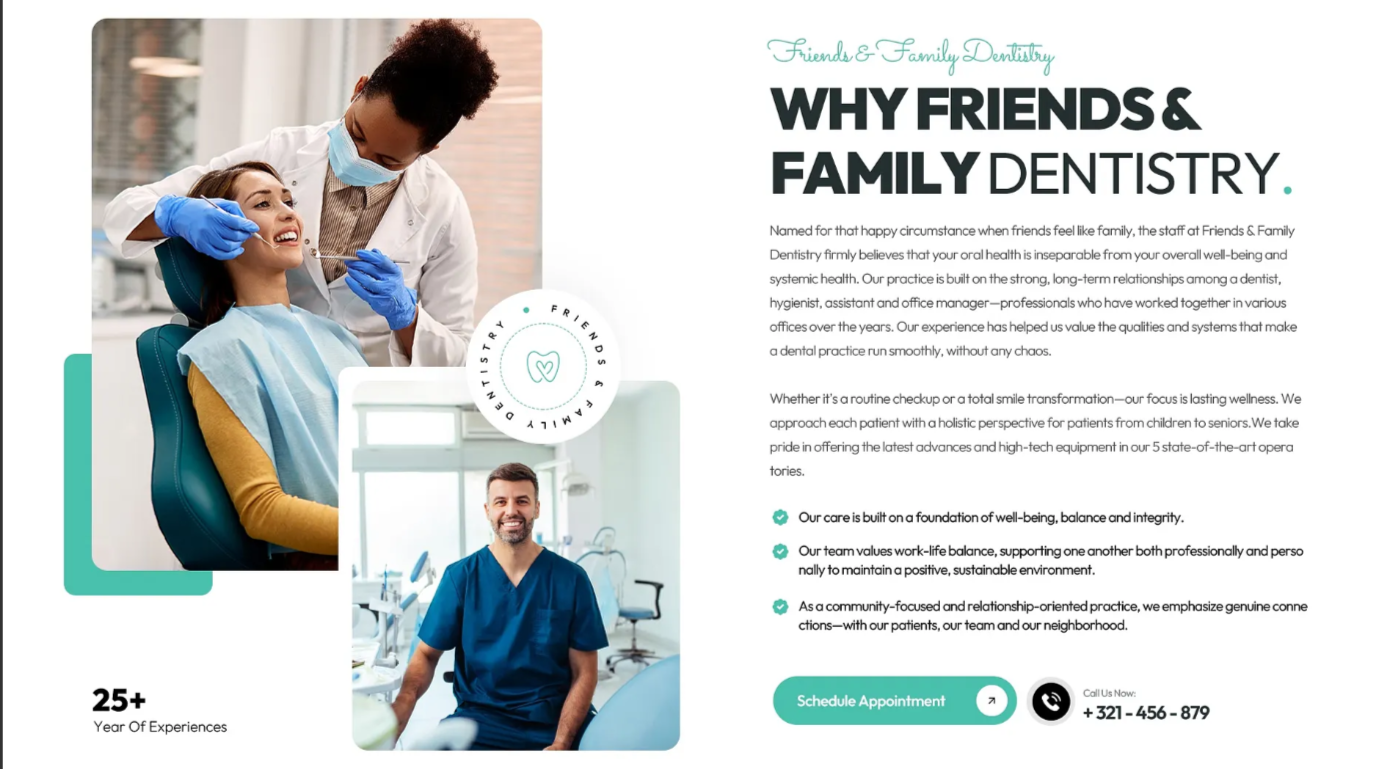 Friends & Family Dentistry
WHY FRIENDS &
FAMILY DENTISTRY.
Named for that happy circumstance when friends feel like family, the staff at Friends & Family
Dentistry firmly believes that your oral health is inseparable from your overall well-being and
systemic health. Our practice is built on the strong, long-term relationships among a dentist,
hygienist, assistant and office manager—professionals who have worked together in various
offices over the years. Our experience has helped us value the qualities and systems that make
a dental practice run smoothly, without any chaos.
Whether it's a routine checkup or a total smile transformation—our focus is lasting wellness. We
approach each patient with a holistic perspective for patients from children to seniors.We take
pride in offering the latest advances and high-tech equipment in our 5 state-of-the-art opera
tories.
Our care is built on a foundation of well-being, balance and integrity.
Our team values work-life balance, supporting one another both professionally and perso
nally to maintain a positive, sustainable environment.
As a community-focused and relationship-oriented practice, we emphasize genuine conne
ctions—with our patients, our team and our neighborhood.
Schedule Appointment
Call Us Now:
+ 321 - 456 - 879
FRIENDS & FAMILY DENTISTRY
25+
Year Of Experiences